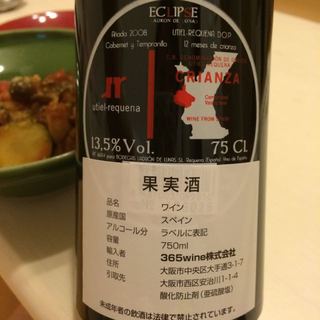 ECLIPSE
UTIEL-REQUENA DOP
Añada 2008
12 meses de crianza
Cabernet y Tempranillo
CRIANZA
utiel-requena
WINE FROM SPAIN
13,5%Vol.
75 CL
果実酒
品名 ワイン
原産国 スペイン
アルコール分 ラベルに表記
容量 750ml
輸入者 365wine株式会社
住所 大阪市中央区大手通3-1-7
引取先 大阪市西区安治川1-1-4
酸化防止剤（亜硫酸塩）
未成年者の飲酒は法律で禁止されています。